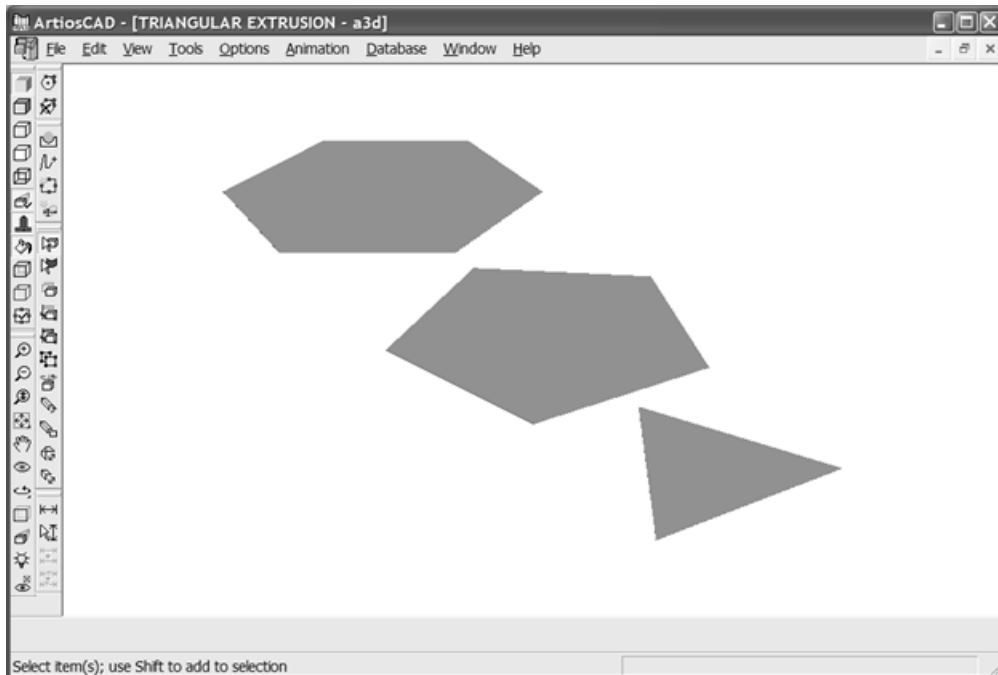 ArtiosCAD - [TRIANGULAR EXTRUSION - a3d]
File Edit View Tools Options Animation Database Window Help
Select item(s); use Shift to add to selection